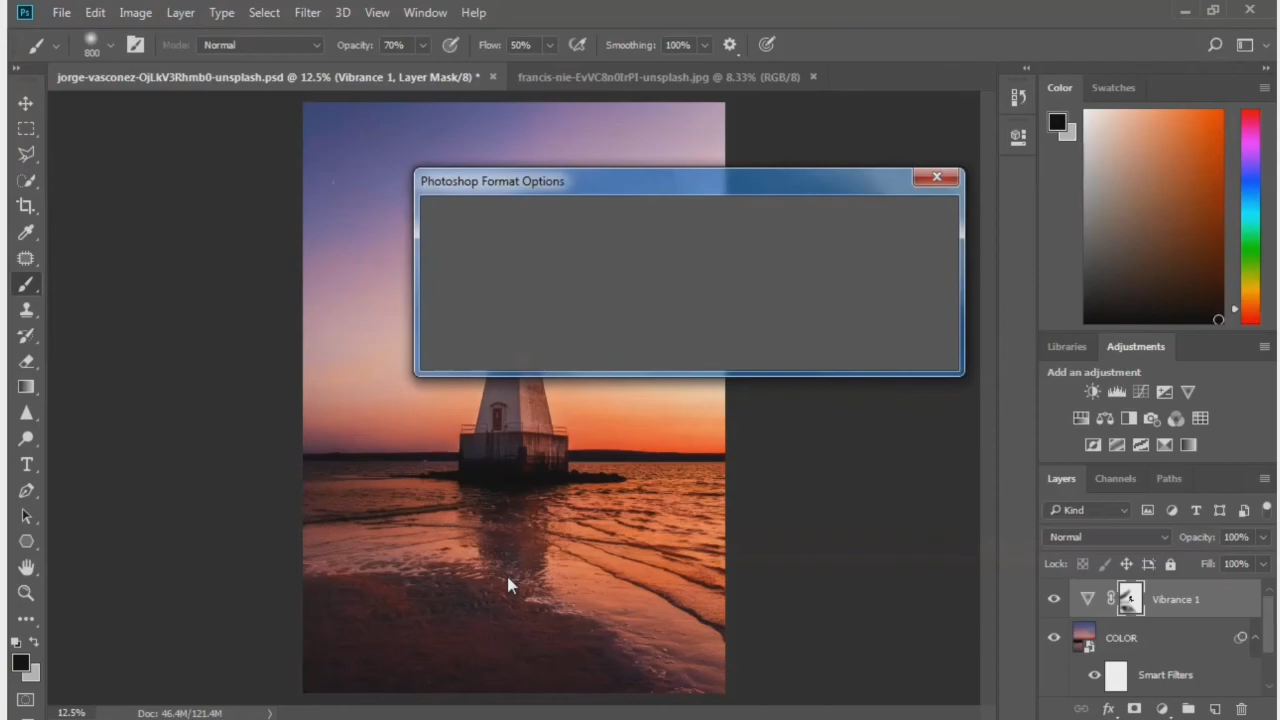 Ps File Edit Image Layer Type Select Filter 3D View Window Help
800 Mode: Normal Opacity: 70% Flow: 50% Smoothing: 100%
jorge-vasconez-OjLkV3Rhmb0-unsplash.psd @ 12.5% (Vibrance 1, Layer Mask/8) * francis-nie-EvVC8n0IrPI-unsplash.jpg @ 8.33% (RGB/8)
Color Swatches
Photoshop Format Options
Libraries Adjustments
Add an adjustment
Layers Channels Paths
Kind
Normal Opacity: 100%
Lock: Fill: 100%
Vibrance 1
COLOR
Smart Filters
12.5% Doc: 46.4M/121.4M